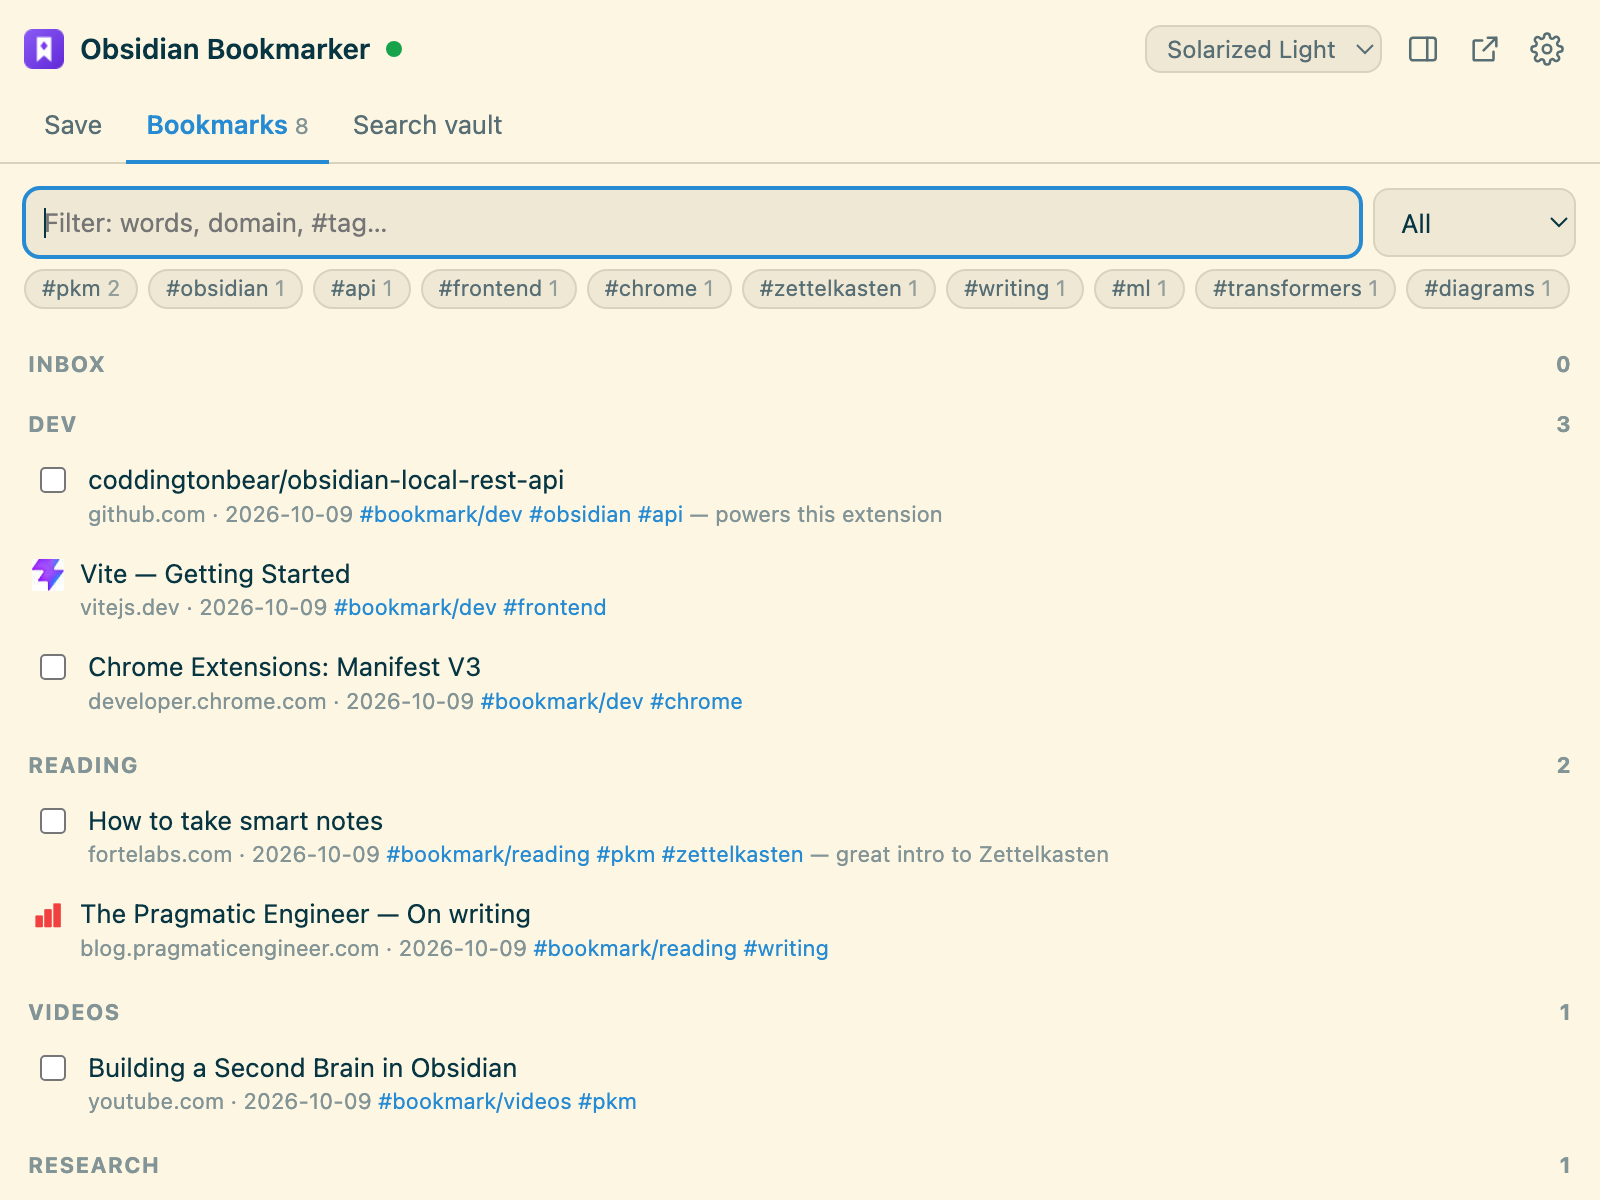 Obsidian Bookmarker
Solarized Light
Save
Bookmarks 8
Search vault
Filter: words, domain, #tag...
All
#pkm 2
#obsidian 1
#api 1
#frontend 1
#chrome 1
#zettelkasten 1
#writing 1
#ml 1
#transformers 1
#diagrams 1
INBOX 0
DEV 3
coddingtonbear/obsidian-local-rest-api
github.com · 2026-10-09 #bookmark/dev #obsidian #api — powers this extension
Vite — Getting Started
vitejs.dev · 2026-10-09 #bookmark/dev #frontend
Chrome Extensions: Manifest V3
developer.chrome.com · 2026-10-09 #bookmark/dev #chrome
READING 2
How to take smart notes
fortelabs.com · 2026-10-09 #bookmark/reading #pkm #zettelkasten — great intro to Zettelkasten
The Pragmatic Engineer — On writing
blog.pragmaticengineer.com · 2026-10-09 #bookmark/reading #writing
VIDEOS 1
Building a Second Brain in Obsidian
youtube.com · 2026-10-09 #bookmark/videos #pkm
RESEARCH 1